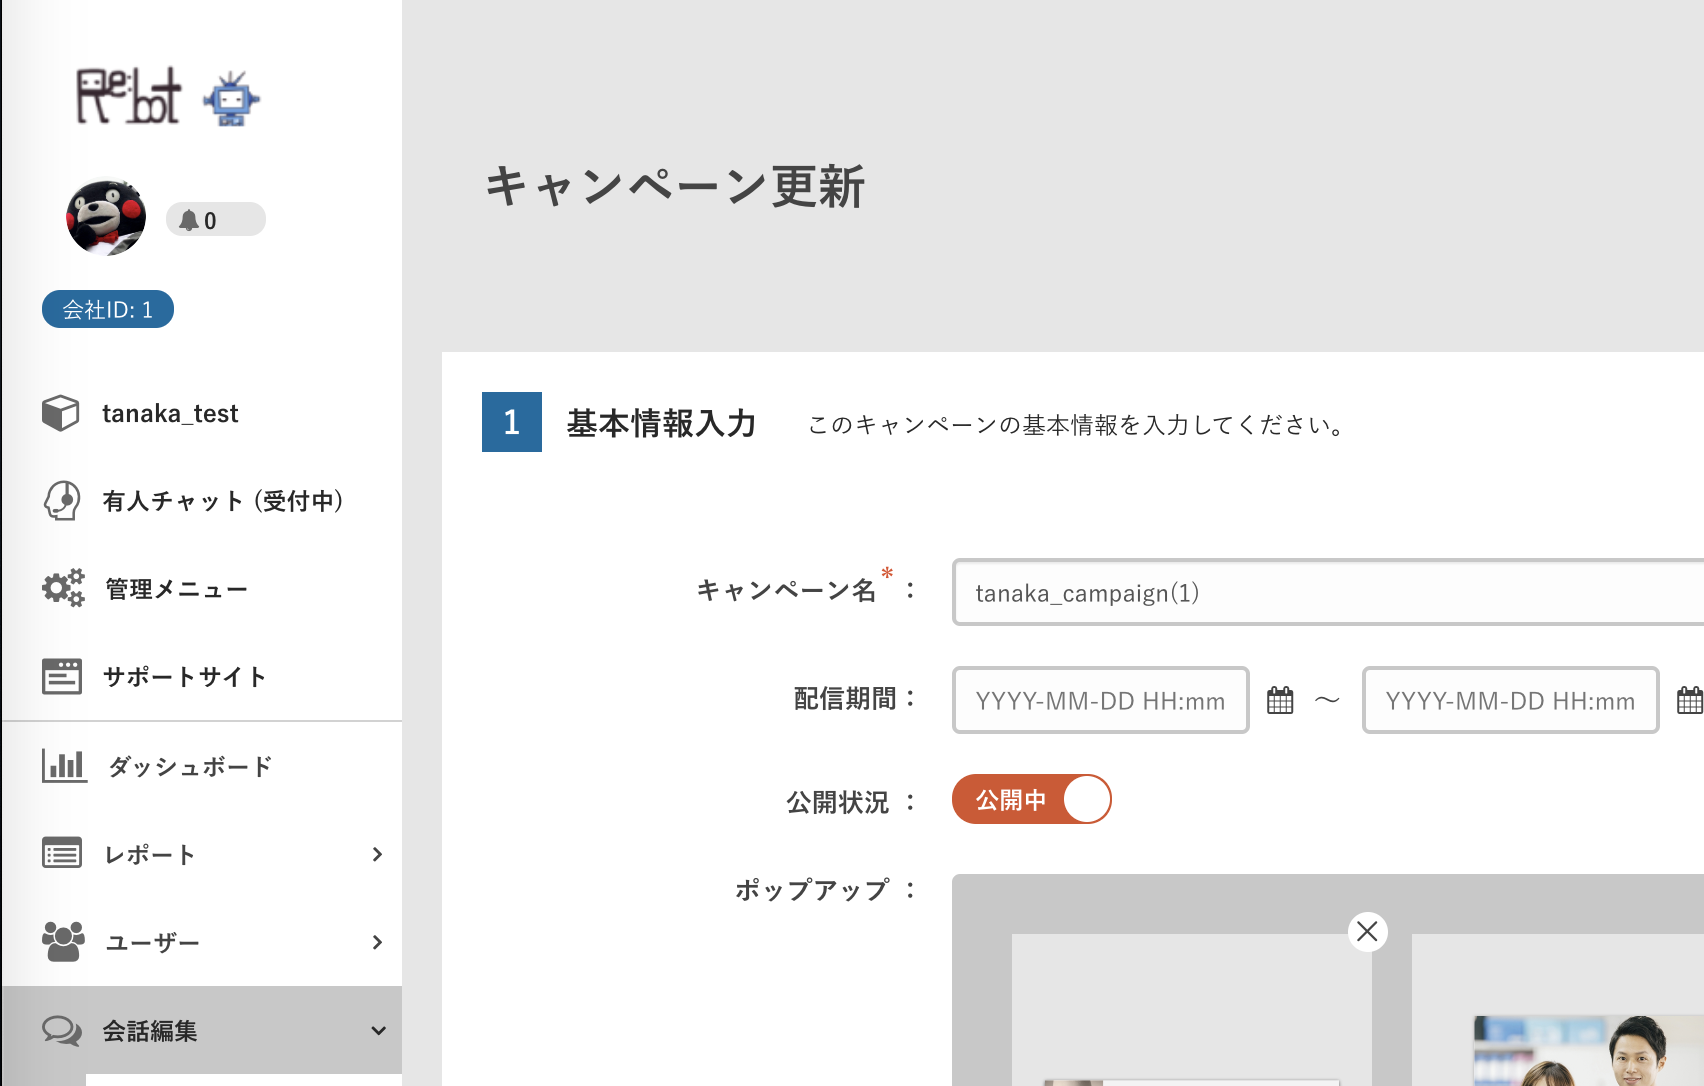 Re:bot
0
会社ID: 1
tanaka_test
有人チャット (受付中)
管理メニュー
サポートサイト
ダッシュボード
レポート
ユーザー
会話編集
キャンペーン更新
1 基本情報入力 このキャンペーンの基本情報を入力してください。
キャンペーン名* : tanaka_campaign(1)
配信期間 : YYYY-MM-DD HH:mm ～ YYYY-MM-DD HH:mm
公開状況 : 公開中
ポップアップ :